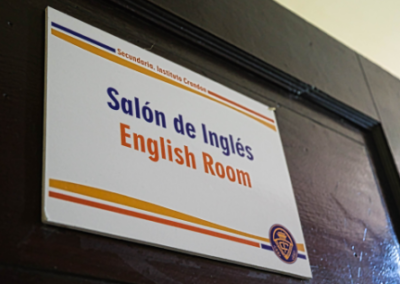 Secundaria. Instituto Crandon
Salón de Inglés
English Room